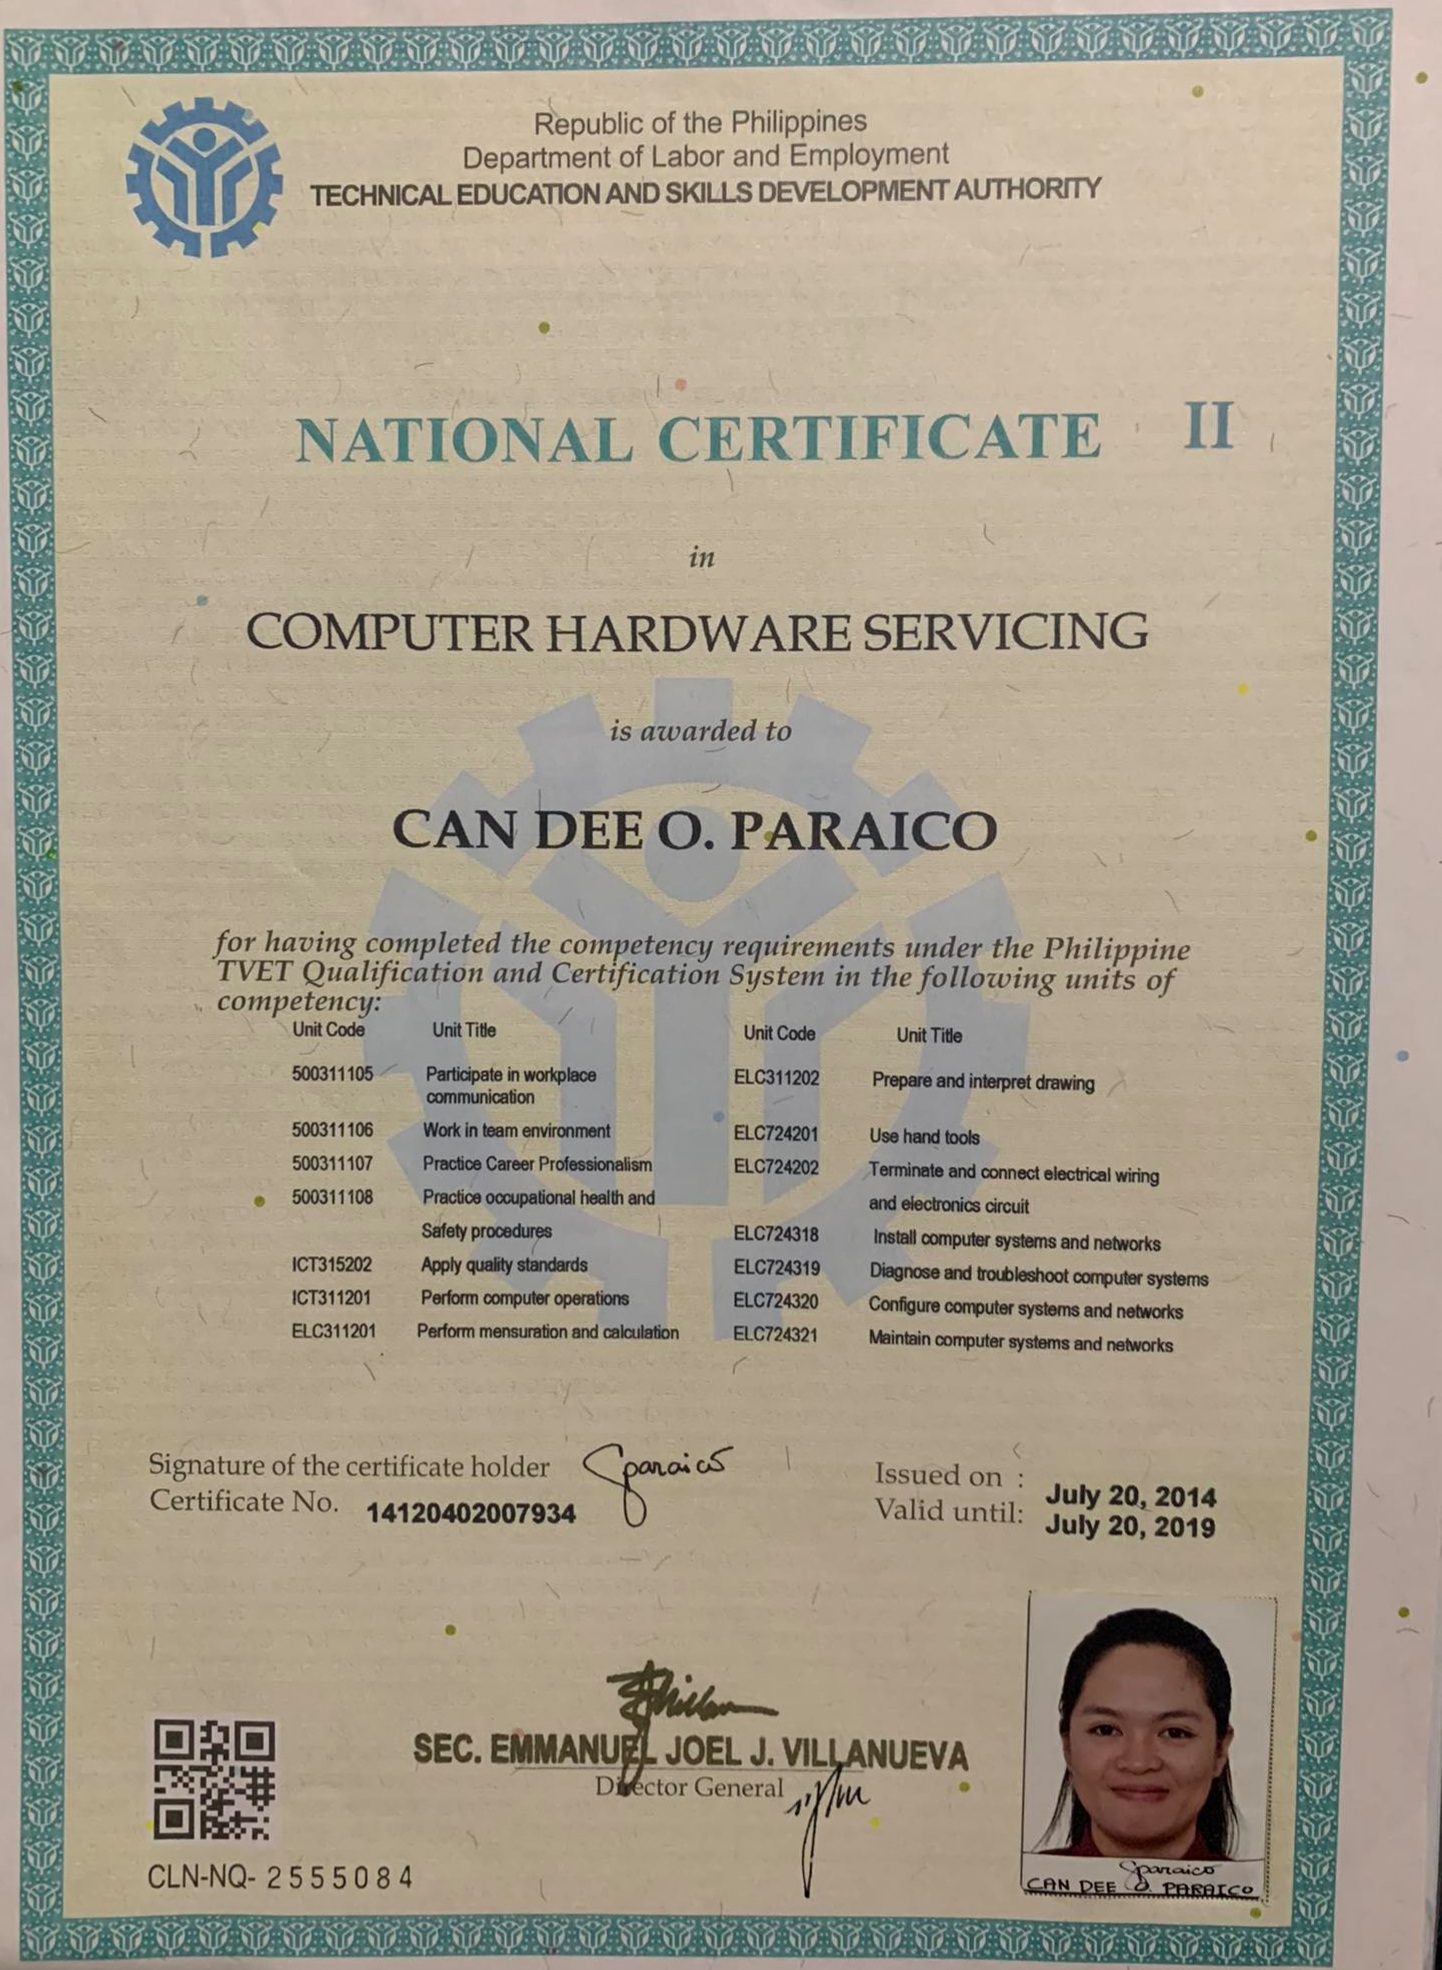 Republic of the Philippines
Department of Labor and Employment
TECHNICAL EDUCATION AND SKILLS DEVELOPMENT AUTHORITY
NATIONAL CERTIFICATE II
in
COMPUTER HARDWARE SERVICING
is awarded to
CAN DEE O. PARAICO
for having completed the competency requirements under the Philippine
TVET Qualification and Certification System in the following units of
competency:
Unit Code Unit Title
500311105 Participate in workplace
communication
500311106 Work in team environment
500311107 Practice Career Professionalism
500311108 Practice occupational health and
Safety procedures
ICT315202 Apply quality standards
ICT311201 Perform computer operations
ELC311201 Perform mensuration and calculation
Unit Code Unit Title
ELC311202 Prepare and interpret drawing
ELC724201 Use hand tools
ELC724202 Terminate and connect electrical wiring
and electronics circuit
ELC724318 Install computer systems and networks
ELC724319 Diagnose and troubleshoot computer systems
ELC724320 Configure computer systems and networks
ELC724321 Maintain computer systems and networks
Signature of the certificate holder
Certificate No. 14120402007934
Issued on : July 20, 2014
Valid until: July 20, 2019
SEC. EMMANUEL JOEL J. VILLANUEVA
Director General
CLN-NQ- 2555084
CAN DEE O. PARAICO